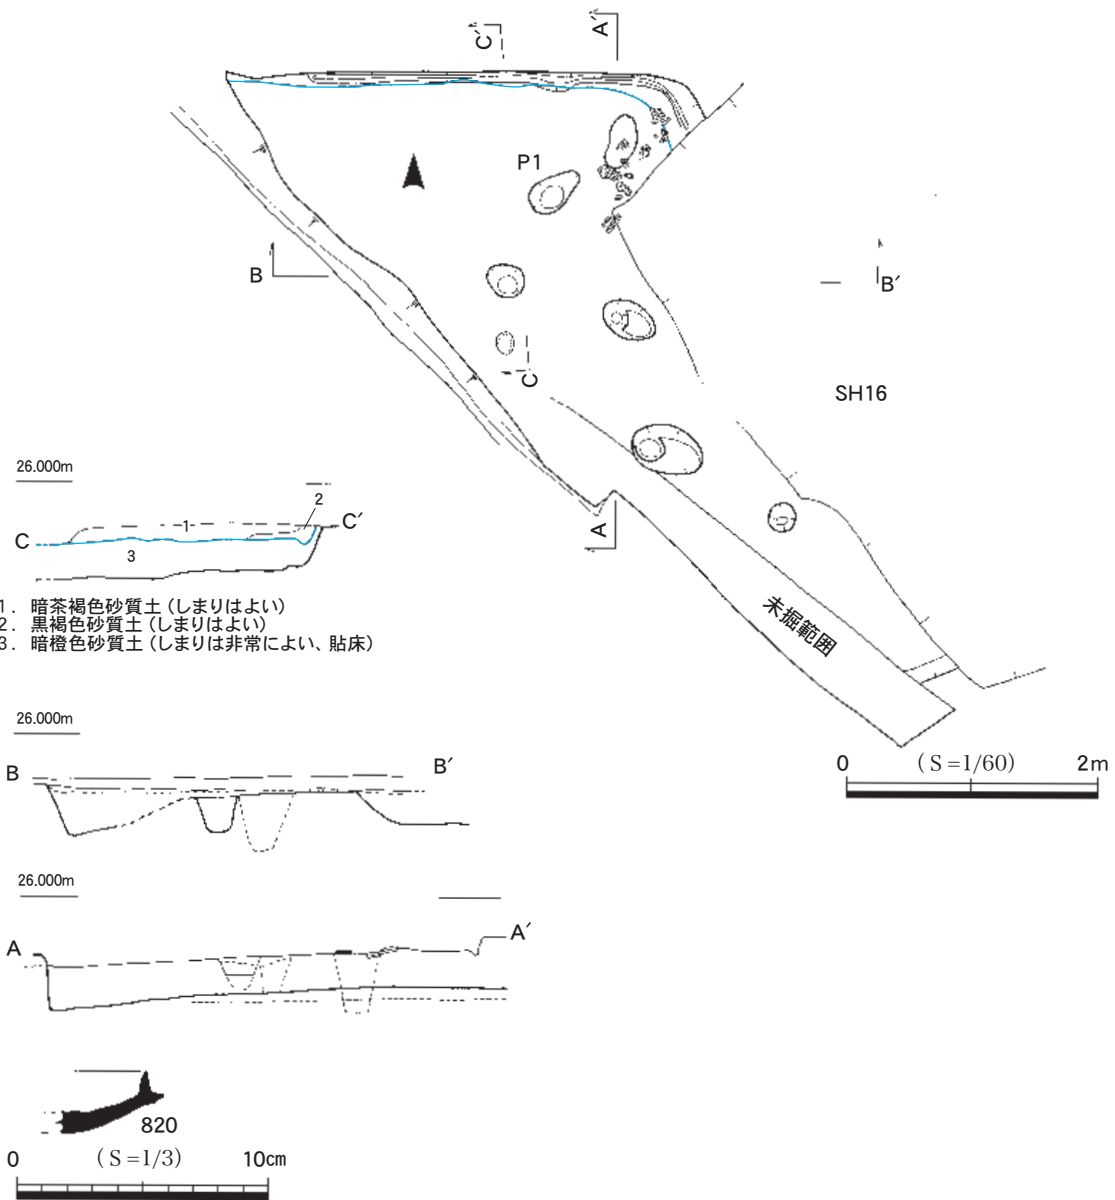 C′
A′
P1
B
B′
C
SH16
A
未掘範囲
0 (S=1/60) 2m
26.000m
1
2
C C′
3
1. 暗茶褐色砂質土 (しまりはよい)
2. 黒褐色砂質土 (しまりはよい)
3. 暗橙色砂質土 (しまりは非常によい、貼床)
26.000m
B B′
26.000m
A A′
820
0 (S=1/3) 10cm